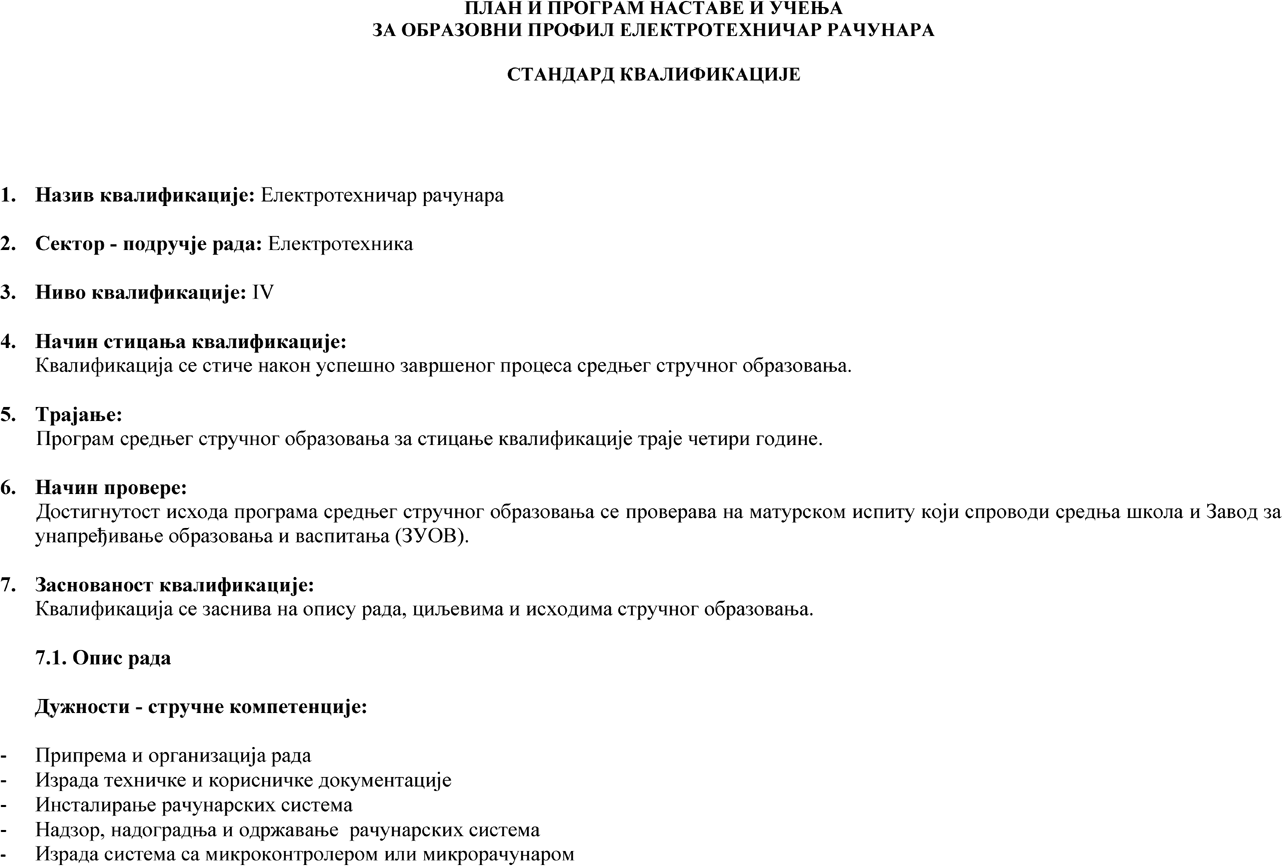 ПЛАН И ПРОГРАМ НАСТАВЕ И УЧЕЊА
ЗА ОБРАЗОВНИ ПРОФИЛ ЕЛЕКТРОТЕХНИЧАР РАЧУНАРА
СТАНДАРД КВАЛИФИКАЦИЈЕ
1. Назив квалификације: Електротехничар рачунара
2. Сектор - подручје рада: Електротехника
3. Ниво квалификације: IV
4. Начин стицања квалификације:
Квалификација се стиче након успешно завршеног процеса средњег стручног образовања.
5. Трајање:
Програм средњег стручног образовања за стицање квалификације траје четири године.
6. Начин провере:
Достигнутост исхода програма средњег стручног образовања се проверава на матурском испиту који спроводи средња школа и Завод за
унапређивање образовања и васпитања (ЗУОВ).
7. Заснованост квалификације:
Квалификација се заснива на опису рада, циљевима и исходима стручног образовања.
7.1. Опис рада
Дужности - стручне компетенције:
- Припрема и организација рада
- Израда техничке и корисничке документације
- Инсталирање рачунарских система
- Надзор, надоградња и одржавање  рачунарских система
- Израда система са микроконтролером или микрорачунаром